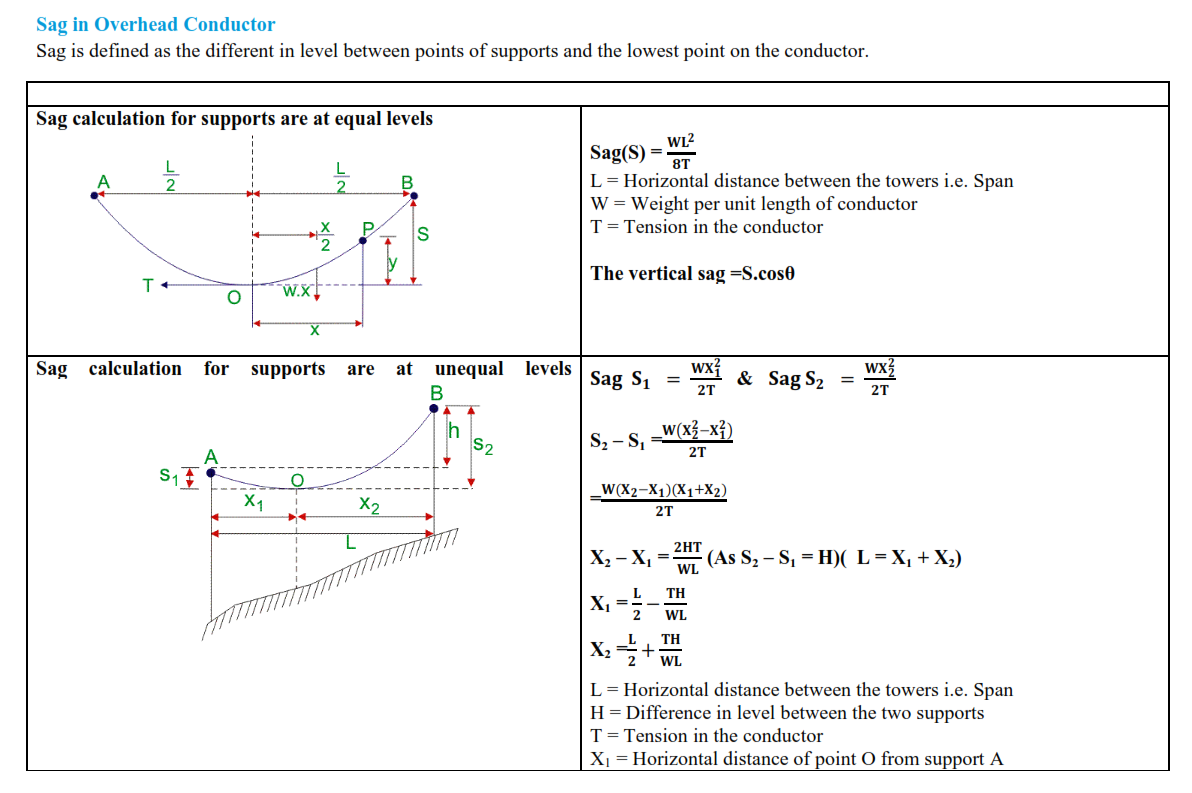 Sag in Overhead Conductor
Sag is defined as the different in level between points of supports and the lowest point on the conductor.
Sag calculation for supports are at equal levels
A
L/2
L/2
B
x/2
P
S
y
T
O
w.x
x
Sag(S) = WL²/8T
L = Horizontal distance between the towers i.e. Span
W = Weight per unit length of conductor
T = Tension in the conductor
The vertical sag =S.cosθ
Sag calculation for supports are at unequal levels
B
h
S₂
A
S₁
O
X₁
X₂
L
Sag S₁ = WX₁²/2T & Sag S₂ = WX₂²/2T
S₂ – S₁ = W(X₂²–X₁²)/2T
= W(X₂–X₁)(X₁+X₂)/2T
X₂ – X₁ = 2HT/WL (As S₂ – S₁ = H)( L = X₁ + X₂)
X₁ = L/2 – TH/WL
X₂ = L/2 + TH/WL
L = Horizontal distance between the towers i.e. Span
H = Difference in level between the two supports
T = Tension in the conductor
X₁ = Horizontal distance of point O from support A